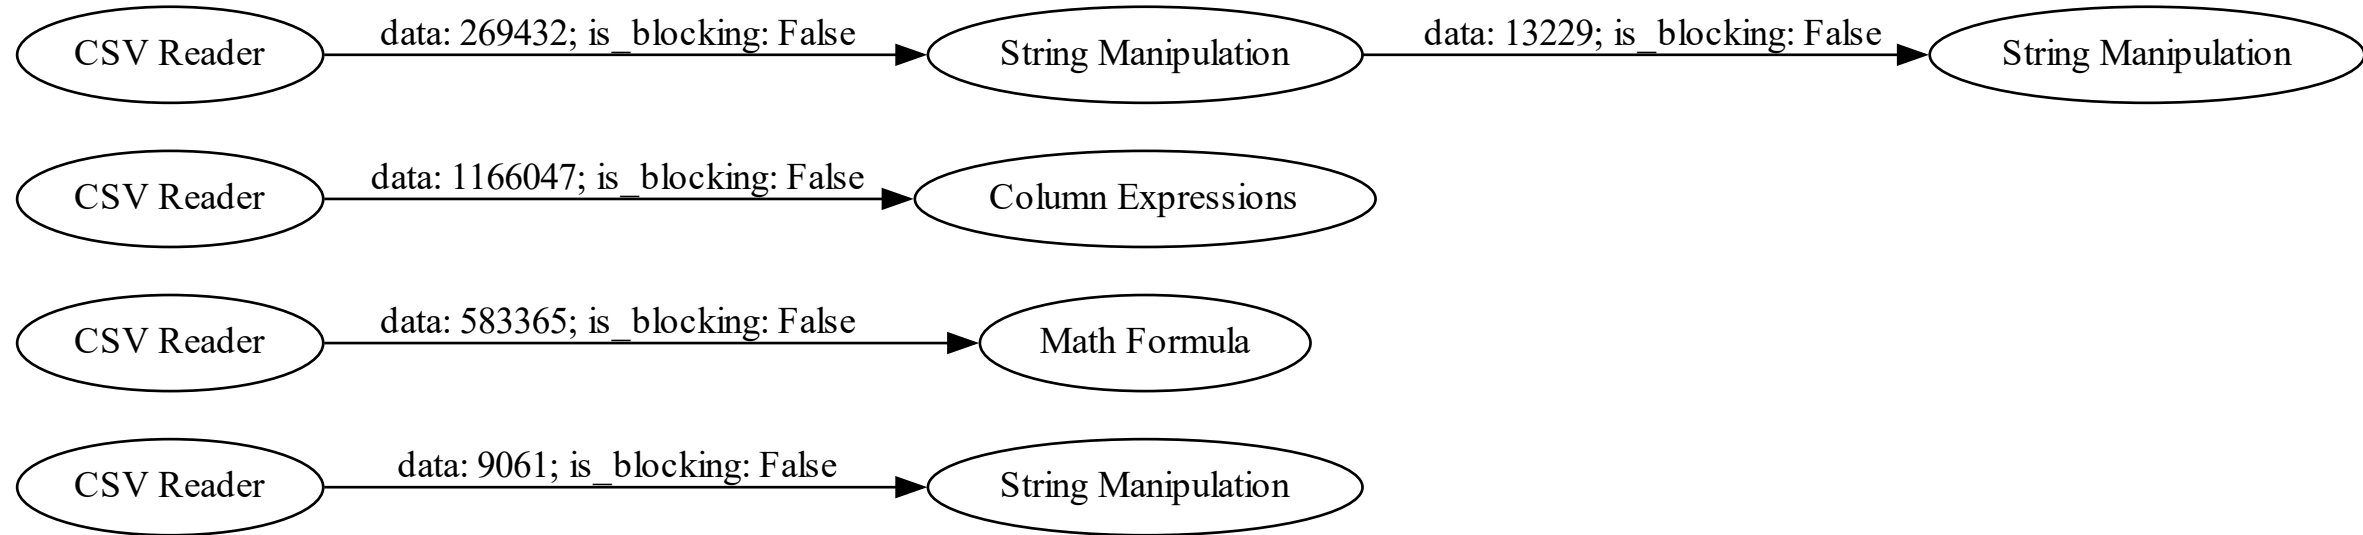 CSV Reader
data: 269432; is_blocking: False
String Manipulation
data: 13229; is_blocking: False
String Manipulation
CSV Reader
data: 1166047; is_blocking: False
Column Expressions
CSV Reader
data: 583365; is_blocking: False
Math Formula
CSV Reader
data: 9061; is_blocking: False
String Manipulation